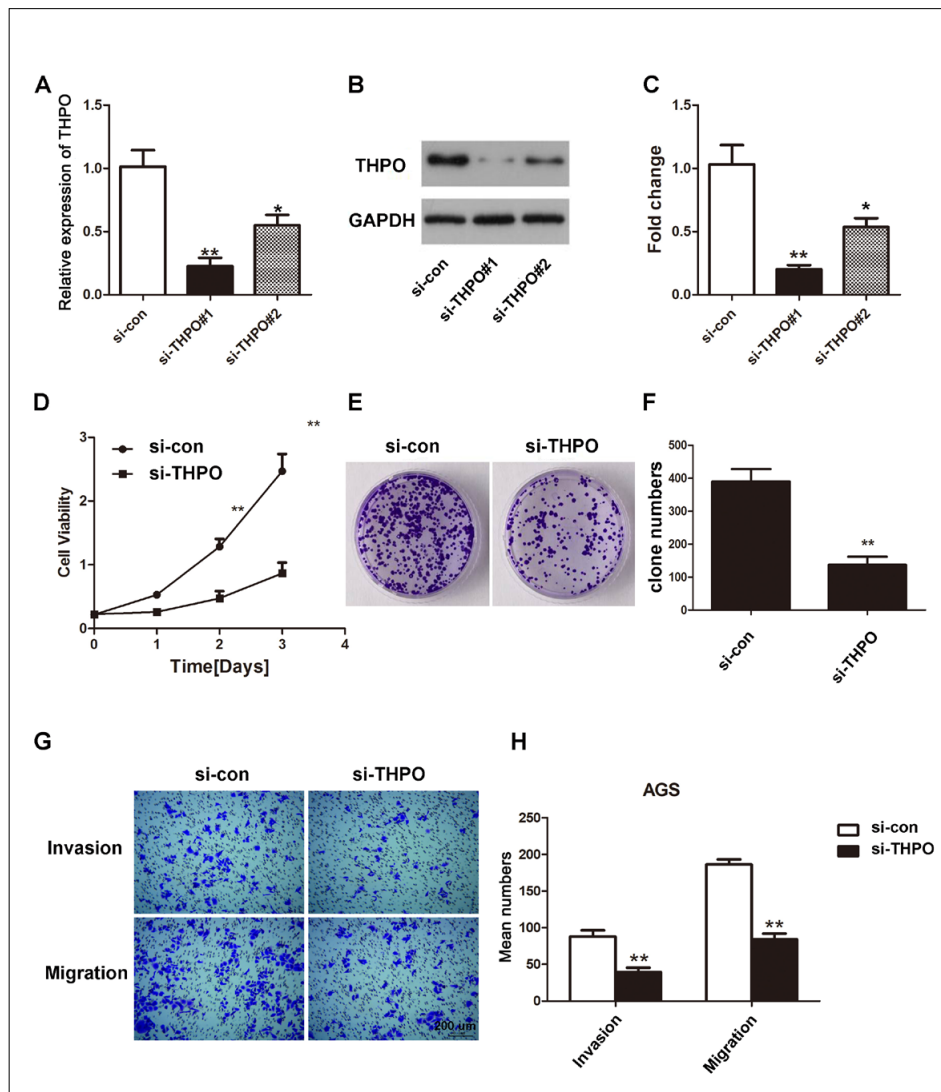 A
Relative expression of THPO
1.5
1.0
0.5
0.0
**
*
si-con
si-THPO#1
si-THPO#2
B
THPO
GAPDH
si-con
si-THPO#1
si-THPO#2
C
Fold change
1.5
1.0
0.5
0.0
**
*
si-con
si-THPO#1
si-THPO#2
D
si-con
si-THPO
**
**
Cell Viability
3
2
1
0
0 1 2 3 4
Time[Days]
E
si-con si-THPO
F
clone numbers
500
400
300
200
100
0
**
si-con
si-THPO
G
si-con si-THPO
Invasion
Migration
200 um
H
AGS
si-con
si-THPO
Mean numbers
250
200
150
100
50
0
**
**
Invasion
Migration